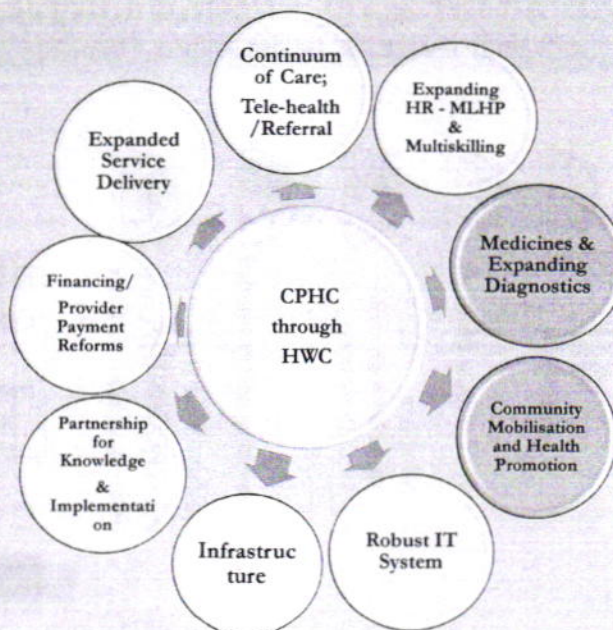 Continuum
of Care;
Tele-health
/Referral
Expanding
HR - MLHP
&
Multiskilling
Medicines &
Expanding
Diagnostics
Community
Mobilisation
and Health
Promotion
Robust IT
System
Infrastruc
ture
Partnership
for
Knowledge
&
Implementati
on
Financing/
Provider
Payment
Reforms
Expanded
Service
Delivery
CPHC
through
HWC